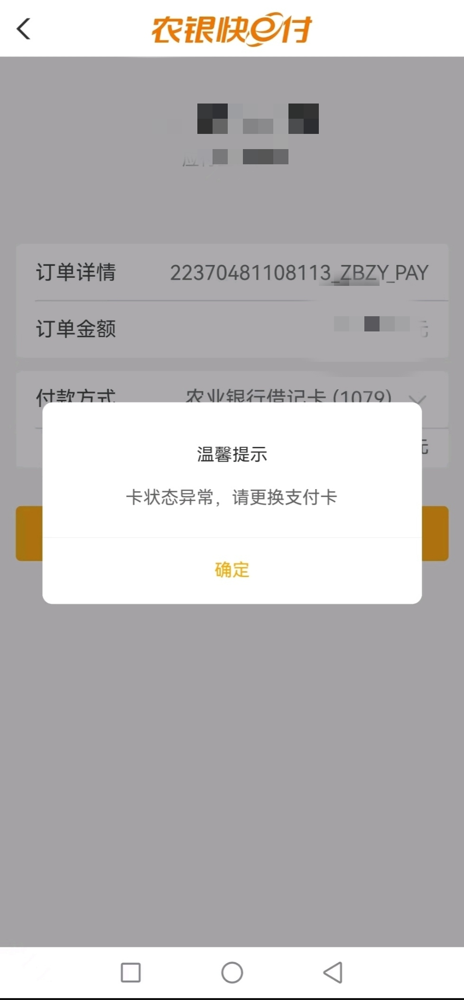 农银快e付
订单详情 22370481108113_ZBZY_PAY
订单金额 元
付款方式 农业银行借记卡 (1079)
元
温馨提示
卡状态异常，请更换支付卡
确定